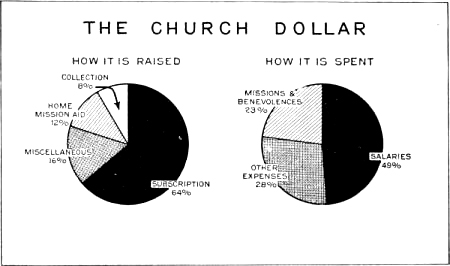 THE CHURCH DOLLAR
HOW IT IS RAISED
COLLECTION
8%
HOME
MISSION AID
12%
MISCELLANEOUS
16%
SUBSCRIPTION
64%
HOW IT IS SPENT
MISSIONS &
BENEVOLENCES
23%
OTHER
EXPENSES
28%
SALARIES
49%